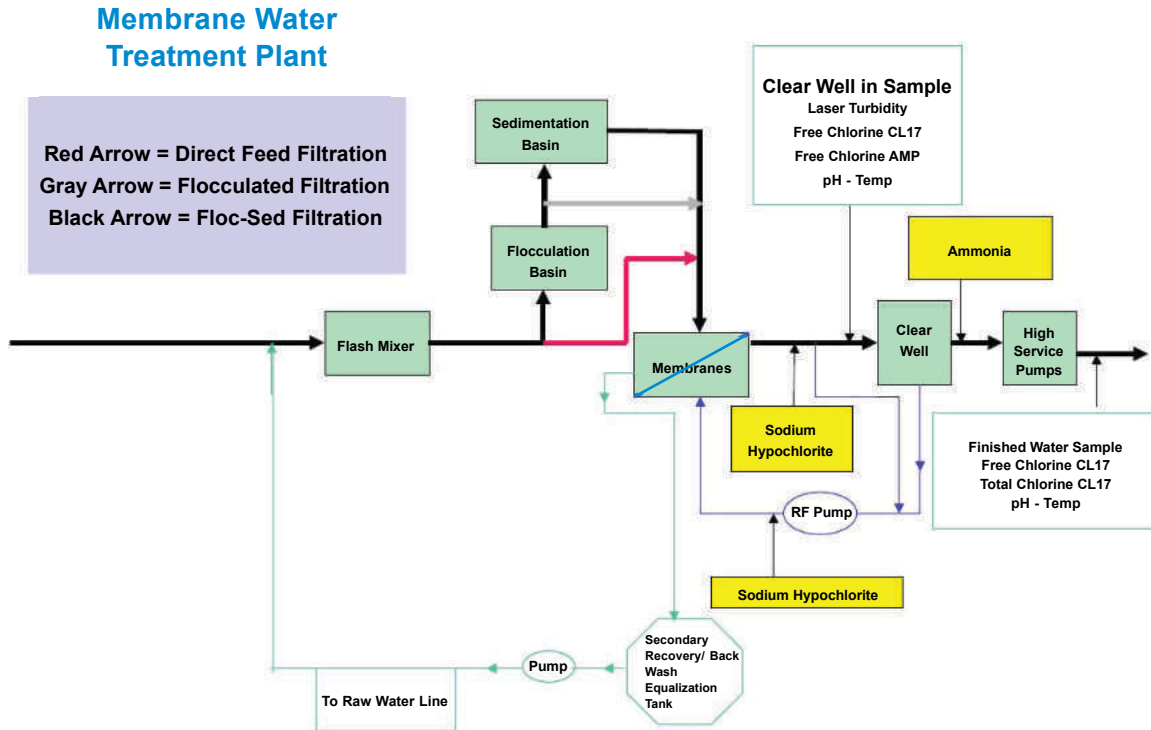 Membrane Water
Treatment Plant
Red Arrow = Direct Feed Filtration
Gray Arrow = Flocculated Filtration
Black Arrow = Floc-Sed Filtration
Sedimentation
Basin
Flocculation
Basin
Flash Mixer
Membranes
Clear Well in Sample
Laser Turbidity
Free Chlorine CL17
Free Chlorine AMP
pH - Temp
Ammonia
Clear
Well
High
Service
Pumps
Sodium
Hypochlorite
Finished Water Sample
Free Chlorine CL17
Total Chlorine CL17
pH - Temp
RF Pump
Sodium Hypochlorite
Secondary
Recovery/ Back
Wash
Equalization
Tank
Pump
To Raw Water Line